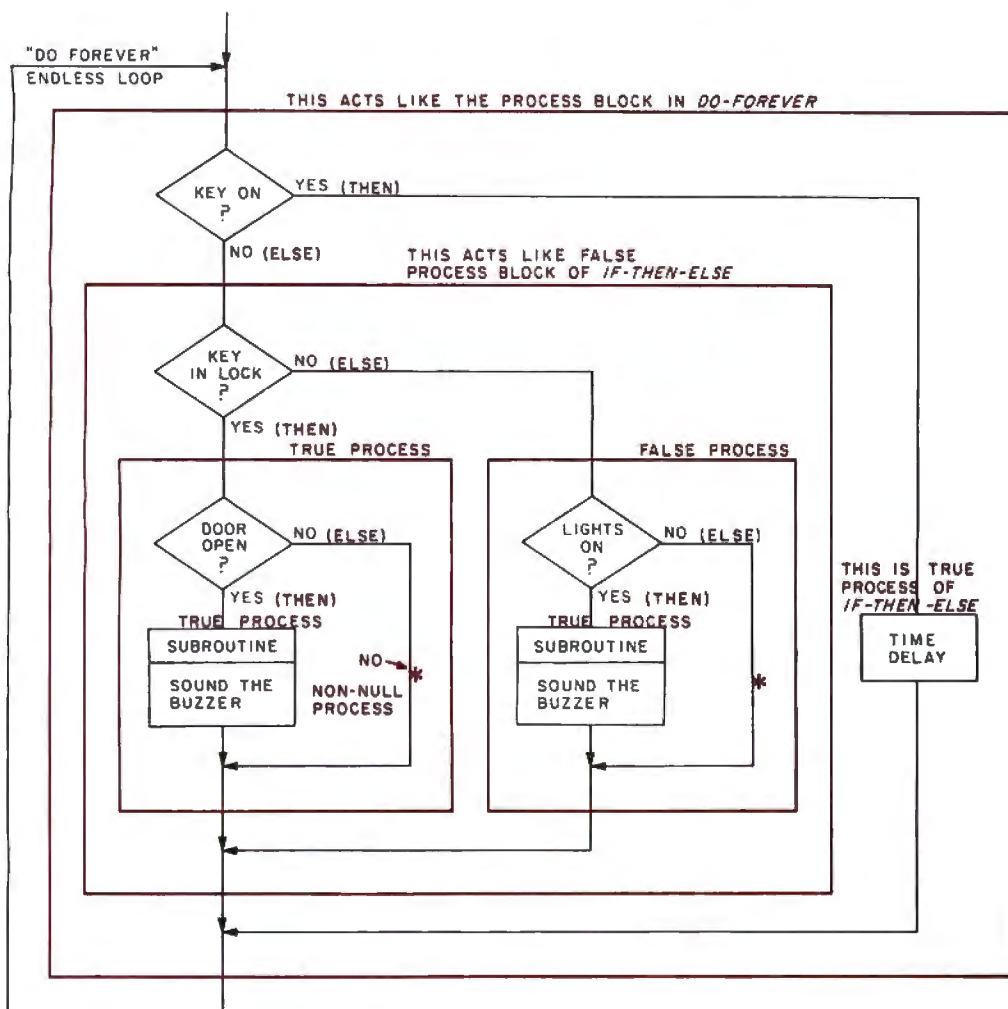 "DO FOREVER"
ENDLESS LOOP
THIS ACTS LIKE THE PROCESS BLOCK IN DO-FOREVER
KEY ON
?
YES (THEN)
NO (ELSE)
THIS ACTS LIKE FALSE
PROCESS BLOCK OF IF-THEN-ELSE
KEY
IN LOCK
?
NO (ELSE)
YES (THEN)
TRUE PROCESS
FALSE PROCESS
DOOR
OPEN
?
NO (ELSE)
YES (THEN)
TRUE PROCESS
SUBROUTINE
SOUND THE
BUZZER
NO
*
NON-NULL
PROCESS
LIGHTS
ON
?
NO (ELSE)
YES (THEN)
TRUE PROCESS
SUBROUTINE
SOUND THE
BUZZER
*
THIS IS TRUE
PROCESS OF
IF-THEN-ELSE
TIME
DELAY